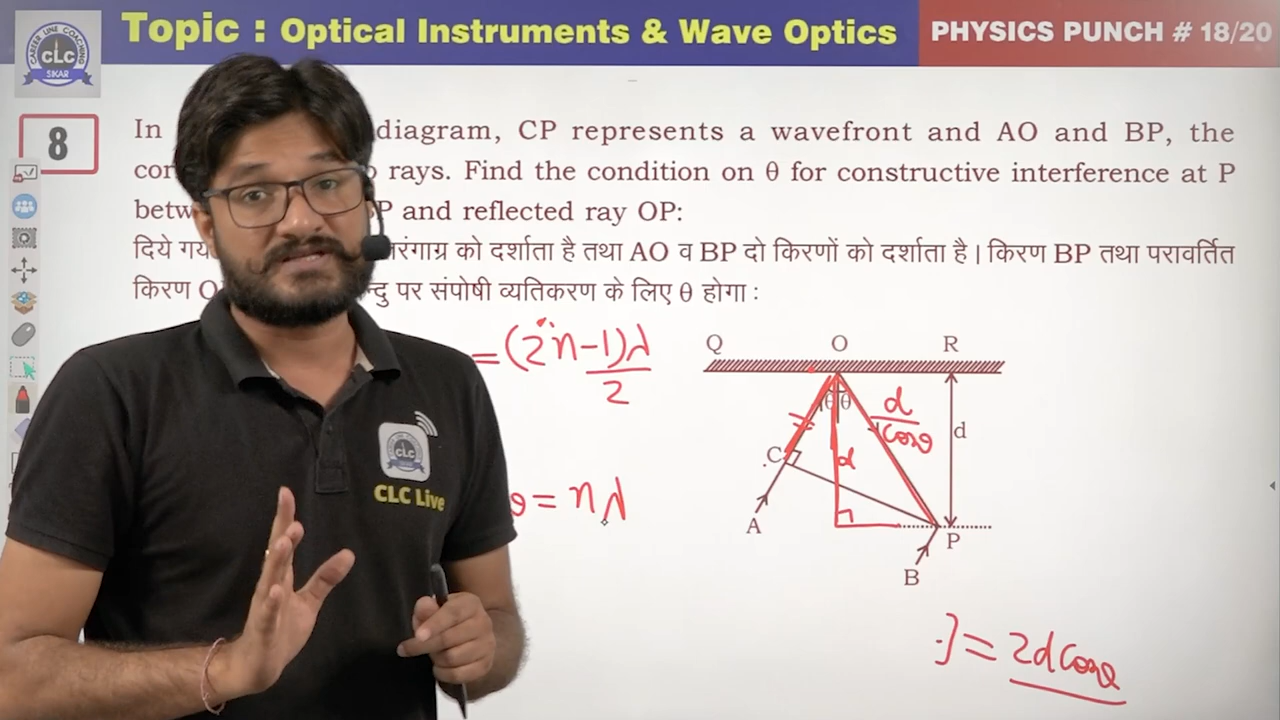 Topic : Optical Instruments & Wave Optics
PHYSICS PUNCH # 18/20
CAREER LINE COACHING
CLC
SIKAR
8
In diagram, CP represents a wavefront and AO and BP, the
rays. Find the condition on θ for constructive interference at P
P and reflected ray OP:
दिये को दर्शाता है तथा AO व BP दो किरणों को दर्शाता है। किरण BP तथा परावर्तित
किरण पर संपोषी व्यतिकरण के लिए θ होगा :
= (2n-1)λ
2
Q O R
θ θ
d
cosθ
d
C
d
A
P
B
= nλ
= 2d cosθ
CLC
CLC Live